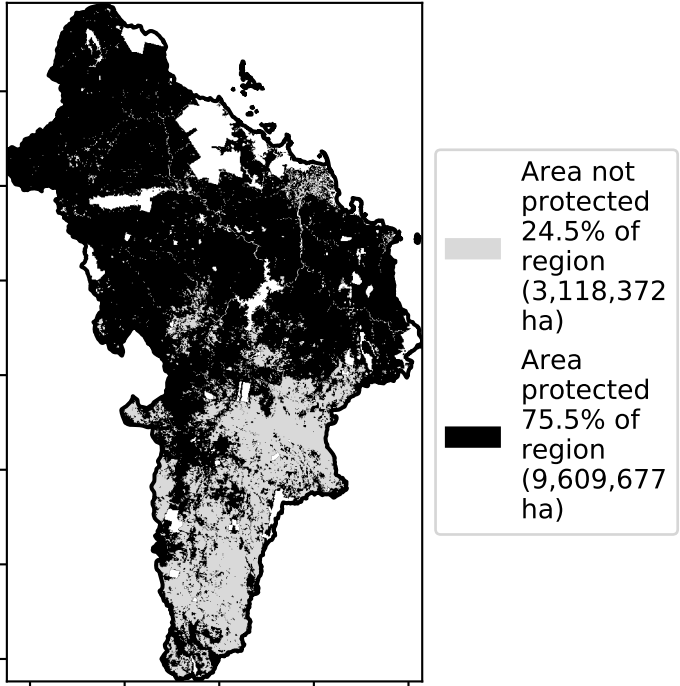 Area not
protected
24.5% of
region
(3,118,372
ha)
Area
protected
75.5% of
region
(9,609,677
ha)